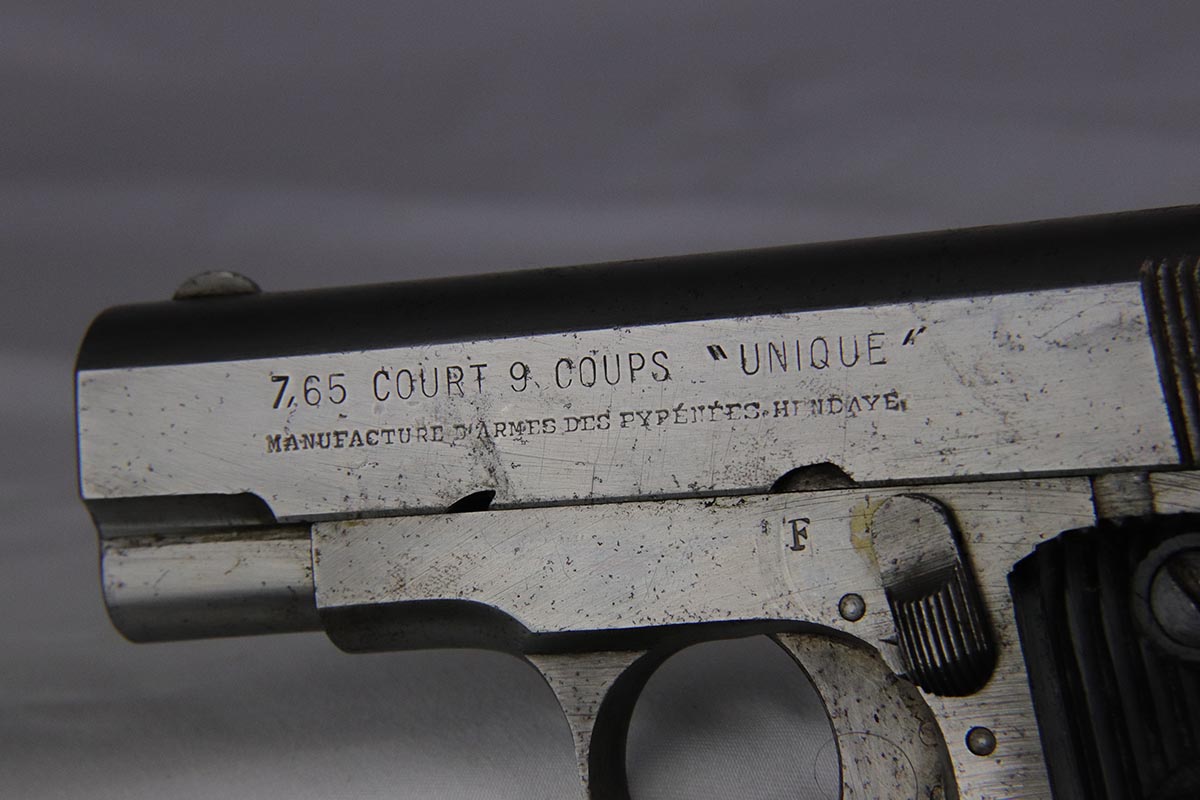 7,65 COURT 9 COUPS "UNIQUE"
MANUFACTURE D'ARMES DES PYRÉNÉES. HENDAYE
F